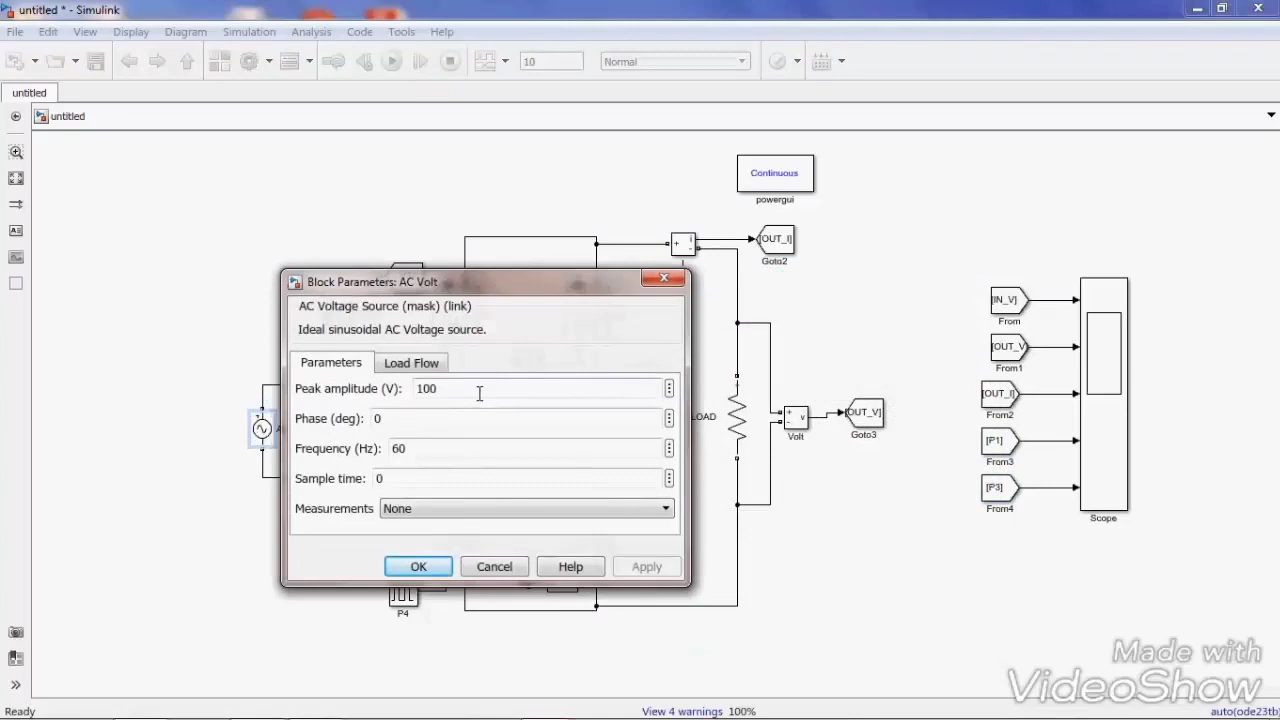 untitled * - Simulink
File Edit View Display Diagram Simulation Analysis Code Tools Help
10
Normal
untitled
untitled
Continuous
powergui
[OUT_I]
Goto2
Block Parameters: AC Volt
AC Voltage Source (mask) (link)
Ideal sinusoidal AC Voltage source.
Parameters
Load Flow
Peak amplitude (V): 100
Phase (deg): 0
Frequency (Hz): 60
Sample time: 0
Measurements None
OK Cancel Help Apply
LOAD
v
Volt
[OUT_V]
Goto3
[IN_V]
From
[OUT_V]
From1
[OUT_I]
From2
[P1]
From3
[P3]
From4
Scope
P4
Made with
VideoShow
Ready
View 4 warnings 100%
auto(ode23tb)